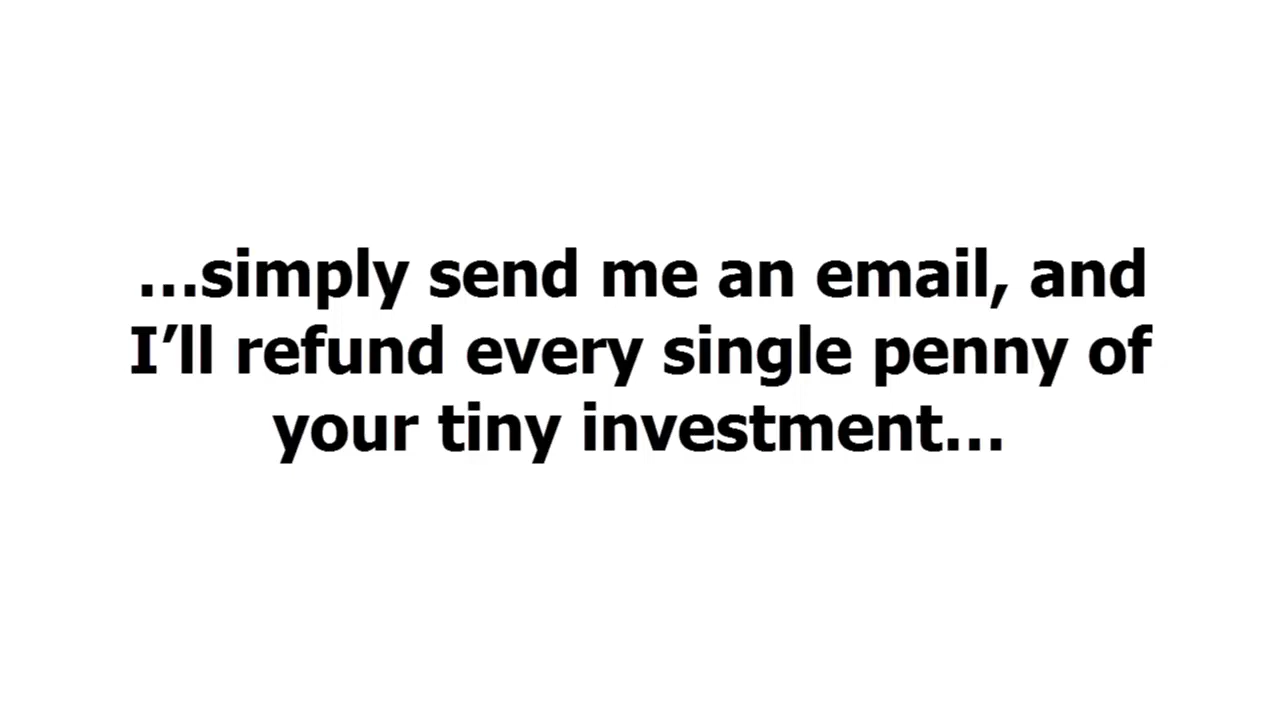 ...simply send me an email, and
I’ll refund every single penny of
your tiny investment...